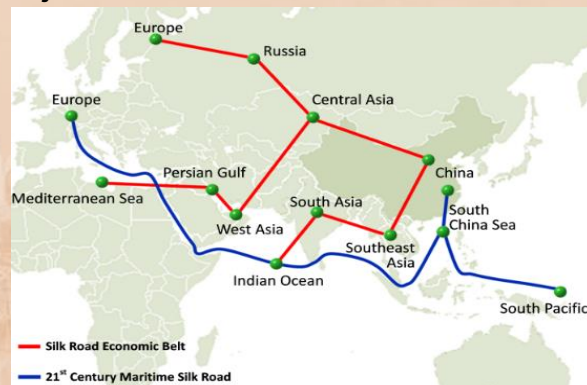 Europe
Russia
Europe
Central Asia
China
Persian Gulf
Mediterranean Sea
South Asia
West Asia
South
China Sea
Southeast
Asia
Indian Ocean
South Pacific
Silk Road Economic Belt
21st Century Maritime Silk Road